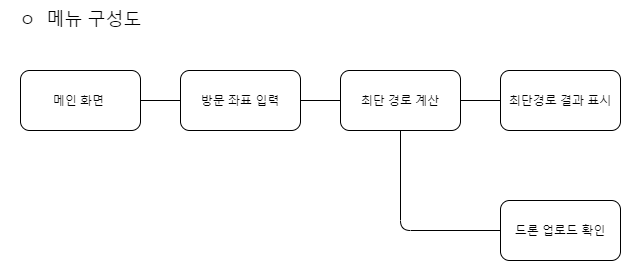 ㅇ 메뉴 구성도
메인 화면
방문 좌표 입력
최단 경로 계산
최단경로 결과 표시
드론 업로드 확인